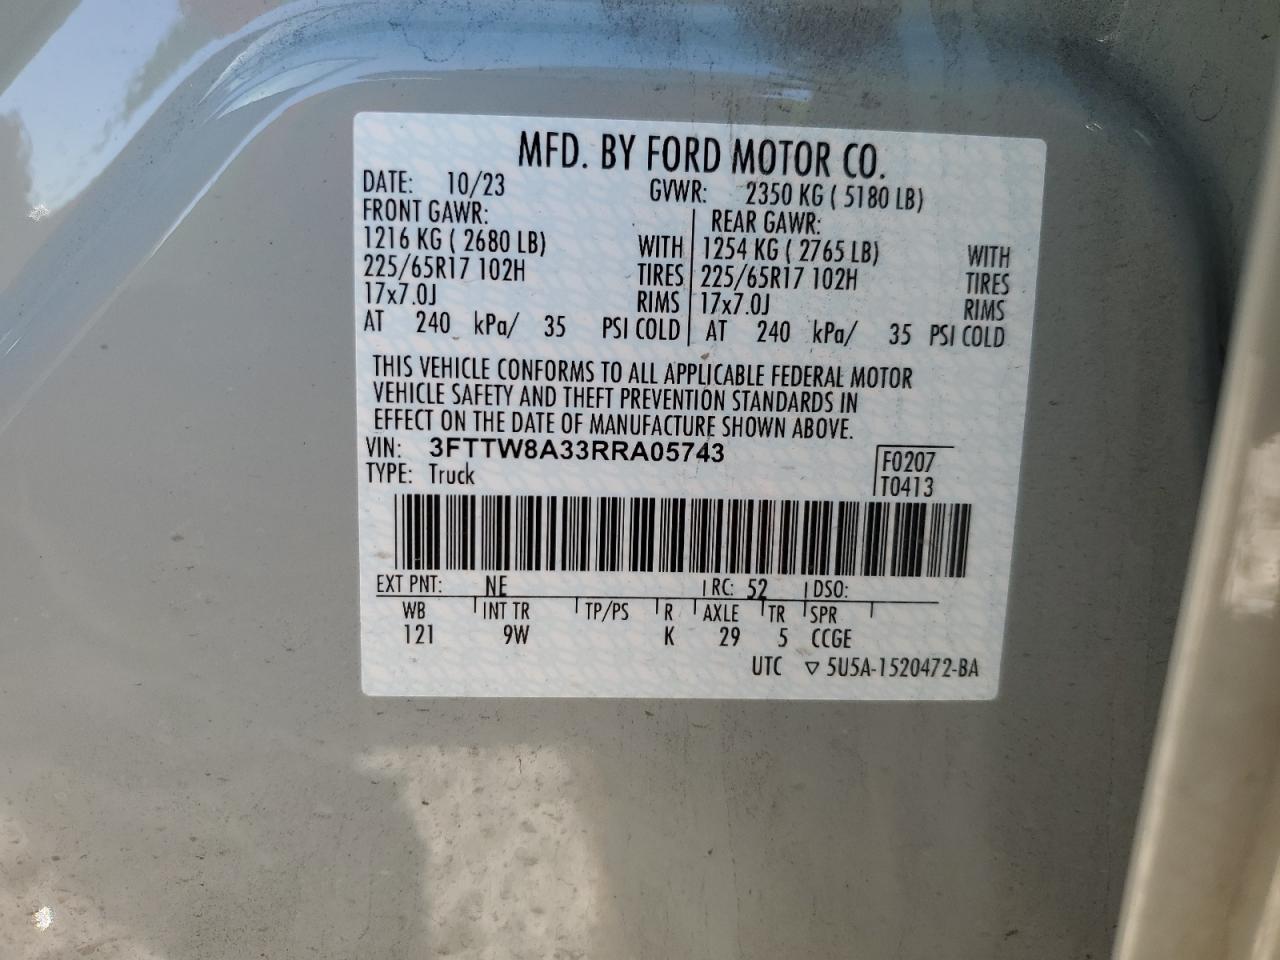 MFD. BY FORD MOTOR CO.
DATE: 10/23 GVWR: 2350 KG ( 5180 LB)
FRONT GAWR: REAR GAWR:
1216 KG ( 2680 LB) WITH 1254 KG ( 2765 LB) WITH
225/65R17 102H TIRES 225/65R17 102H TIRES
17x7.0J RIMS 17x7.0J RIMS
AT 240 kPa/ 35 PSI COLD AT 240 kPa/ 35 PSI COLD
THIS VEHICLE CONFORMS TO ALL APPLICABLE FEDERAL MOTOR
VEHICLE SAFETY AND THEFT PREVENTION STANDARDS IN
EFFECT ON THE DATE OF MANUFACTURE SHOWN ABOVE.
VIN: 3FTTW8A33RRA05743 F0207
TYPE: Truck T0413
EXT PNT: NE RC: 52 DSO:
WB INT TR TP/PS R AXLE TR SPR
121 9W K 29 5 CCGE
UTC ▽ 5U5A-1520472-BA